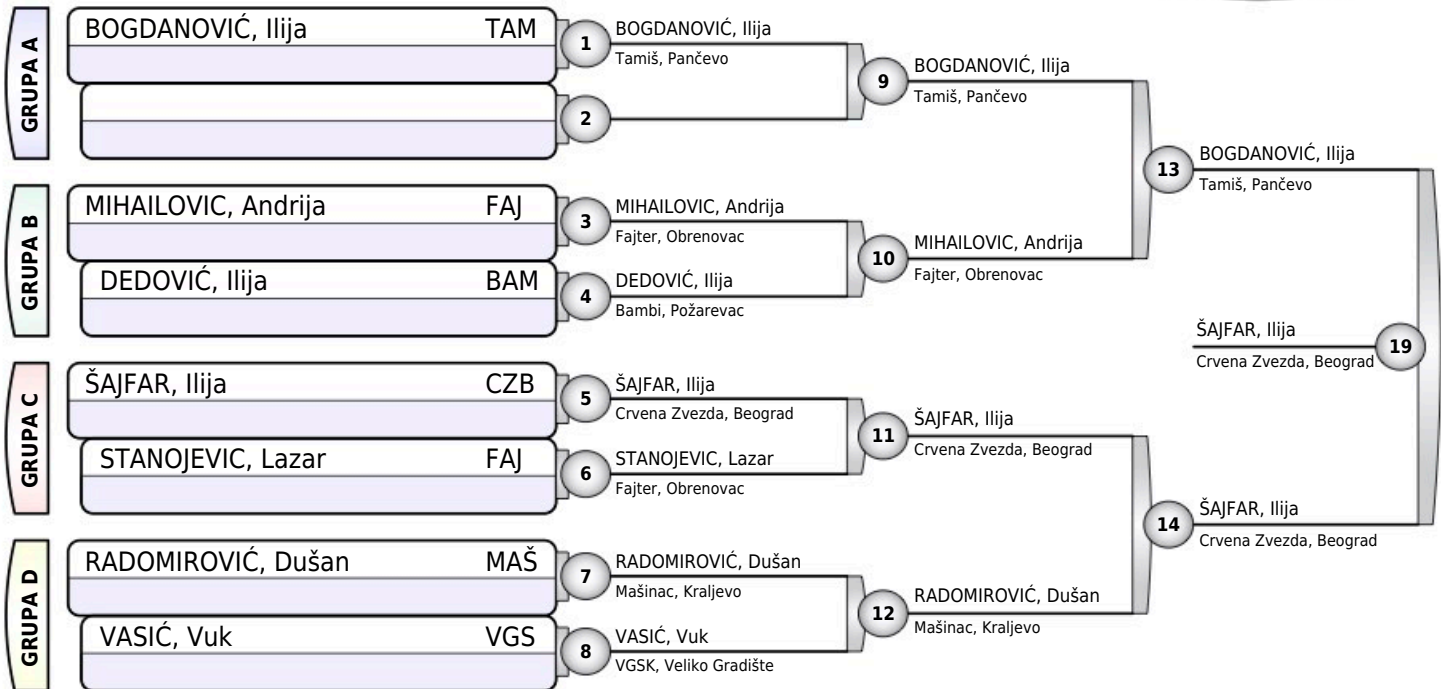 GRUPA A
BOGDANOVIĆ, Ilija TAM
1
BOGDANOVIĆ, Ilija
Tamiš, Pančevo
2
9
BOGDANOVIĆ, Ilija
Tamiš, Pančevo
GRUPA B
MIHAILOVIC, Andrija FAJ
3
MIHAILOVIC, Andrija
Fajter, Obrenovac
DEDOVIĆ, Ilija BAM
4
DEDOVIĆ, Ilija
Bambi, Požarevac
10
MIHAILOVIC, Andrija
Fajter, Obrenovac
13
BOGDANOVIĆ, Ilija
Tamiš, Pančevo
GRUPA C
ŠAJFAR, Ilija CZB
5
ŠAJFAR, Ilija
Crvena Zvezda, Beograd
STANOJEVIC, Lazar FAJ
6
STANOJEVIC, Lazar
Fajter, Obrenovac
11
ŠAJFAR, Ilija
Crvena Zvezda, Beograd
GRUPA D
RADOMIROVIĆ, Dušan MAŠ
7
RADOMIROVIĆ, Dušan
Mašinac, Kraljevo
VASIĆ, Vuk VGS
8
VASIĆ, Vuk
VGSK, Veliko Gradište
12
RADOMIROVIĆ, Dušan
Mašinac, Kraljevo
14
ŠAJFAR, Ilija
Crvena Zvezda, Beograd
ŠAJFAR, Ilija
Crvena Zvezda, Beograd
19